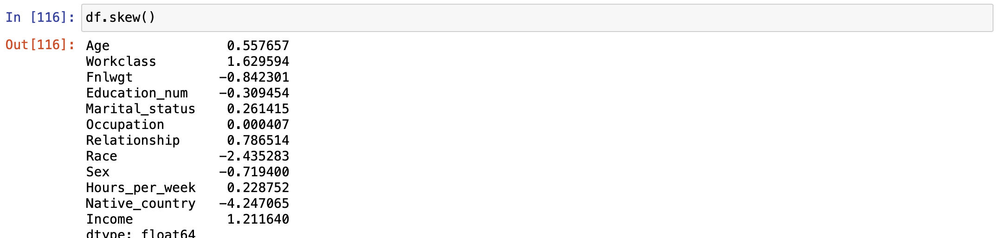 In [116]: df.skew()
Out[116]: Age 0.557657
Workclass 1.629594
Fnlwgt -0.842301
Education_num -0.309454
Marital_status 0.261415
Occupation 0.000407
Relationship 0.786514
Race -2.435283
Sex -0.719400
Hours_per_week 0.228752
Native_country -4.247065
Income 1.211640
dtype: float64